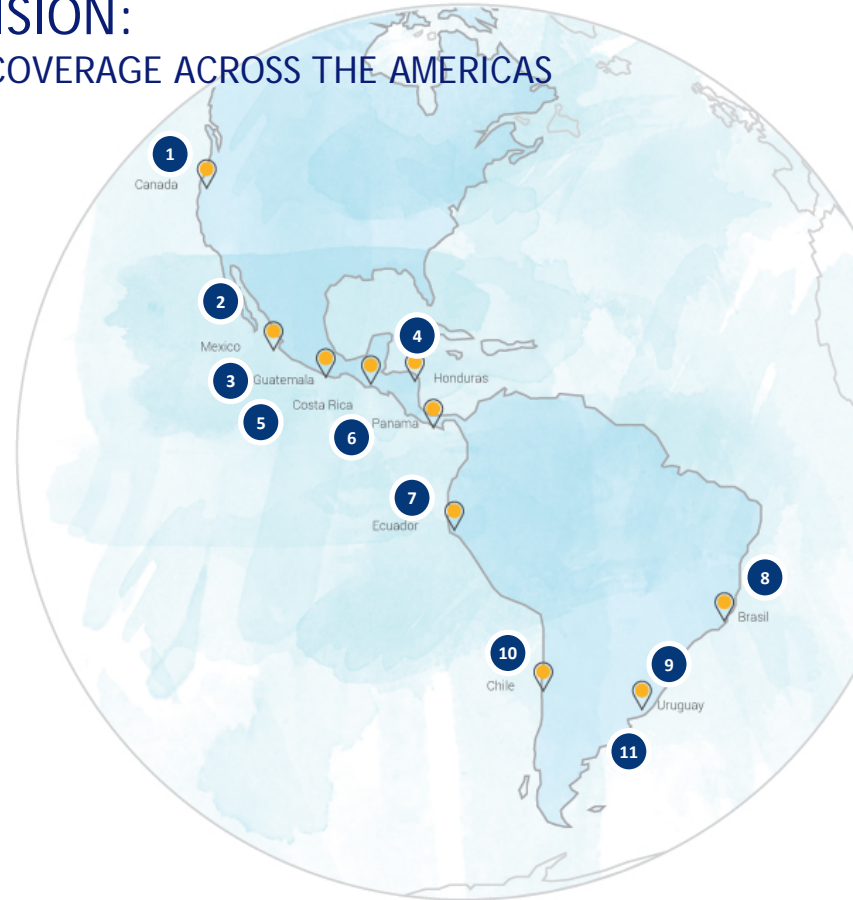 ISION:
COVERAGE ACROSS THE AMERICAS
1
Canada
2
Mexico
4
Honduras
3
Guatemala
Costa Rica
5
Panama
6
7
Ecuador
8
Brasil
10
Chile
9
Uruguay
11